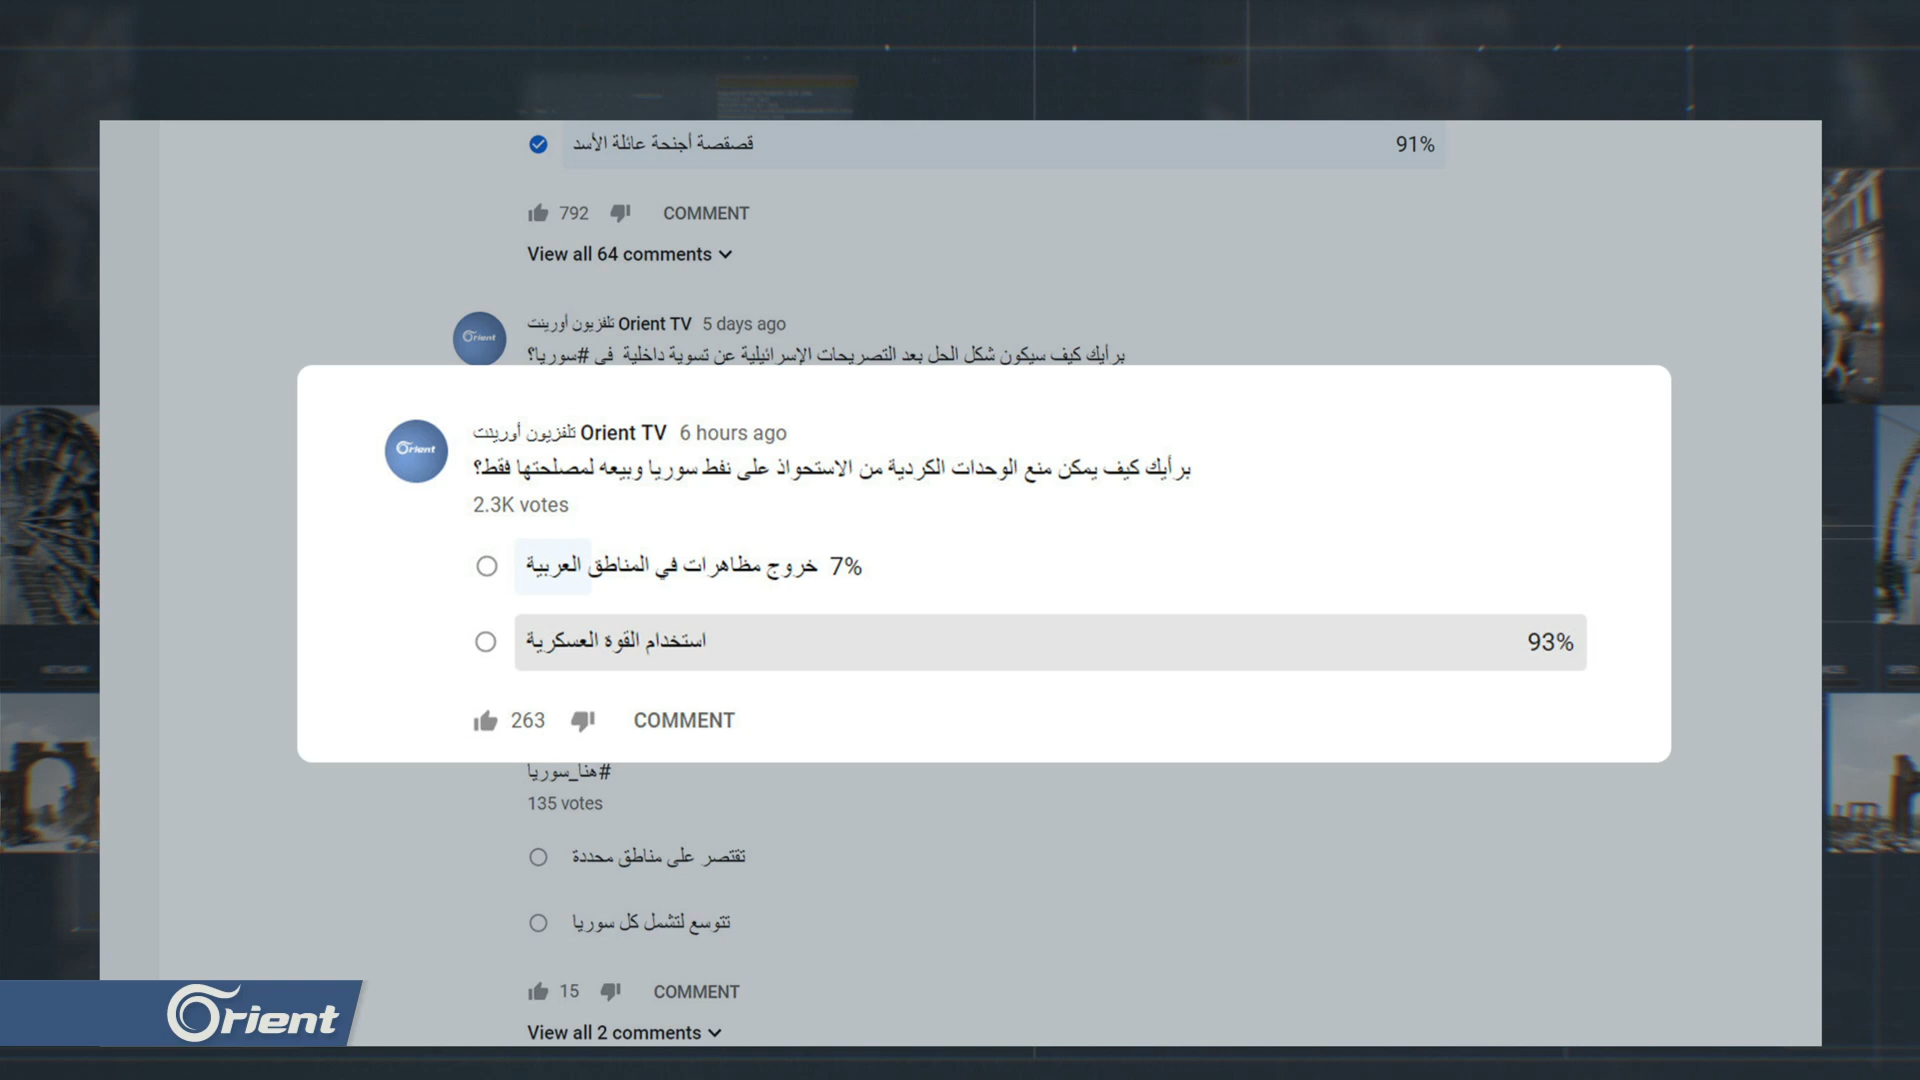 قصقصة أجنحة عائلة الأسد 91%
792 COMMENT
View all 64 comments
تلفزيون أورينت Orient TV 5 days ago
برأيك كيف سيكون شكل الحل بعد التصريحات الإسرائيلية عن تسوية داخلية في #سوريا؟
Orient
تلفزيون أورينت Orient TV 6 hours ago
Orient
برأيك كيف يمكن منع الوحدات الكردية من الاستحواذ على نفط سوريا وبيعه لمصلحتها فقط؟
2.3K votes
خروج مظاهرات في المناطق العربية 7%
استخدام القوة العسكرية 93%
263 COMMENT
#هنا_سوريا
135 votes
تقتصر على مناطق محددة
تتوسع لتشمل كل سوريا
15 COMMENT
View all 2 comments
Orient